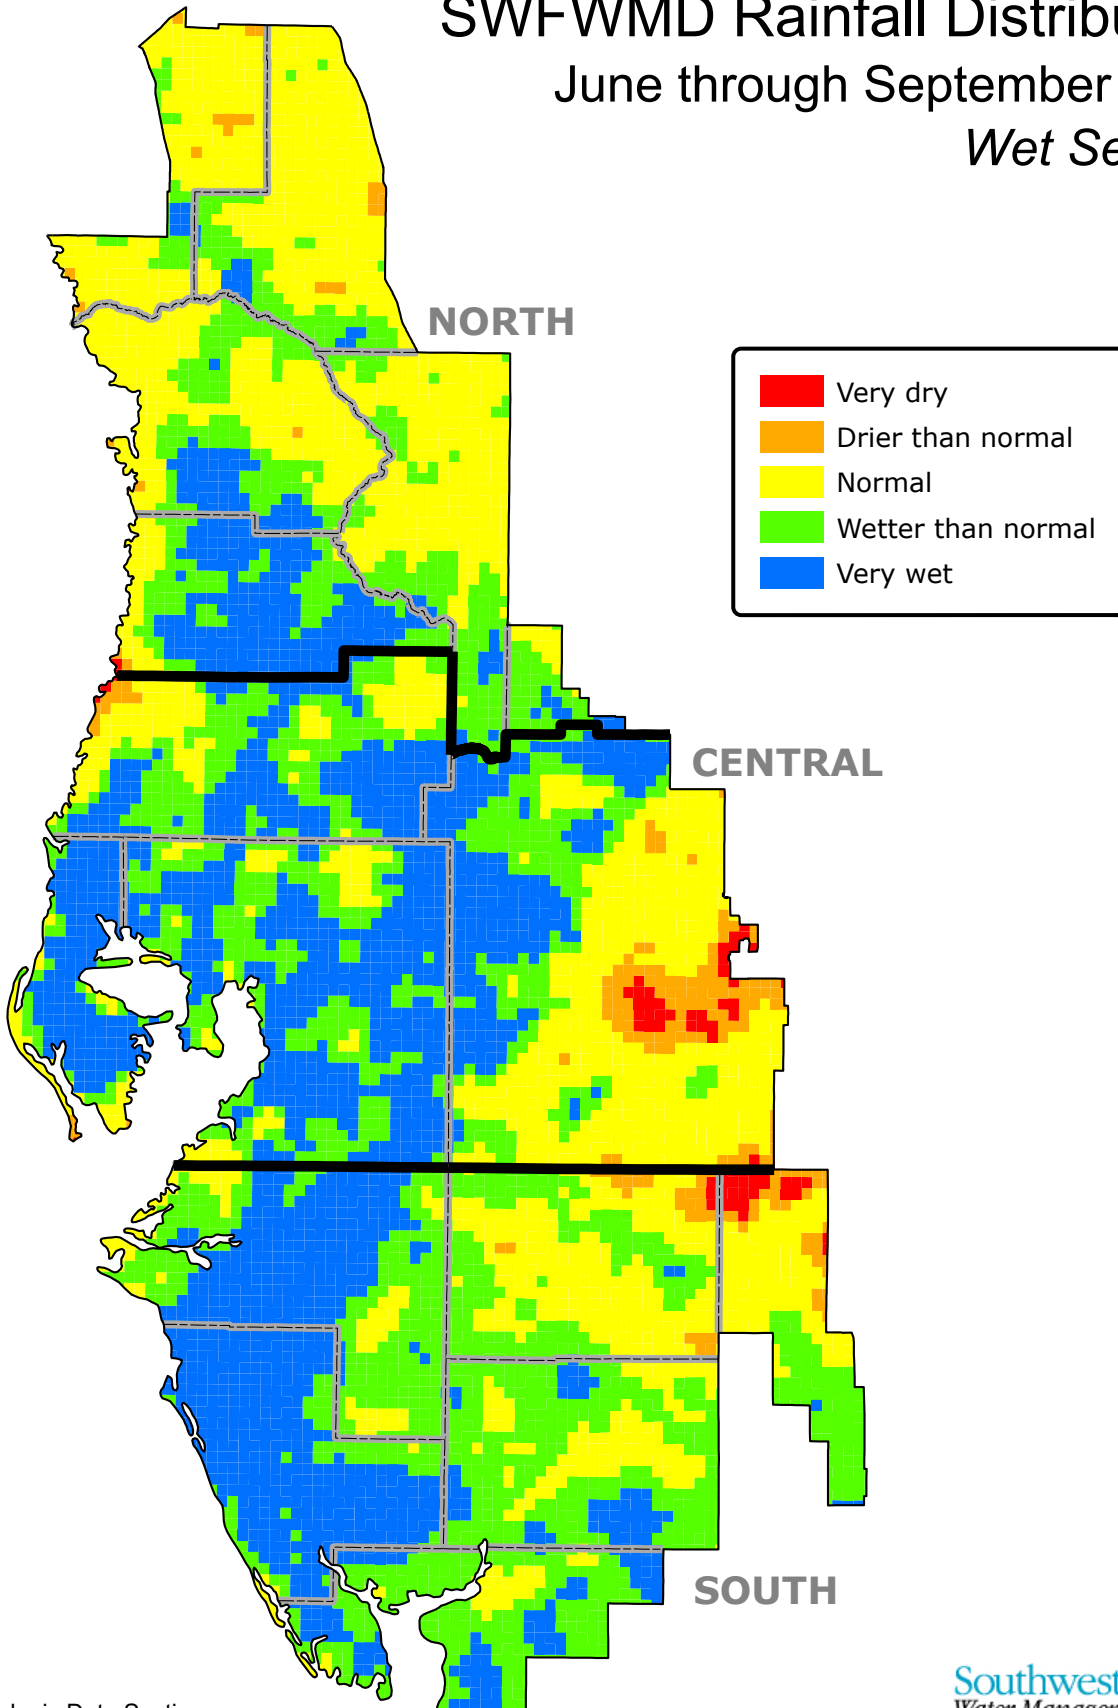 SWFWMD Rainfall Distribu
June through September
Wet Se
NORTH
Very dry
Drier than normal
Normal
Wetter than normal
Very wet
CENTRAL
SOUTH
Southwest